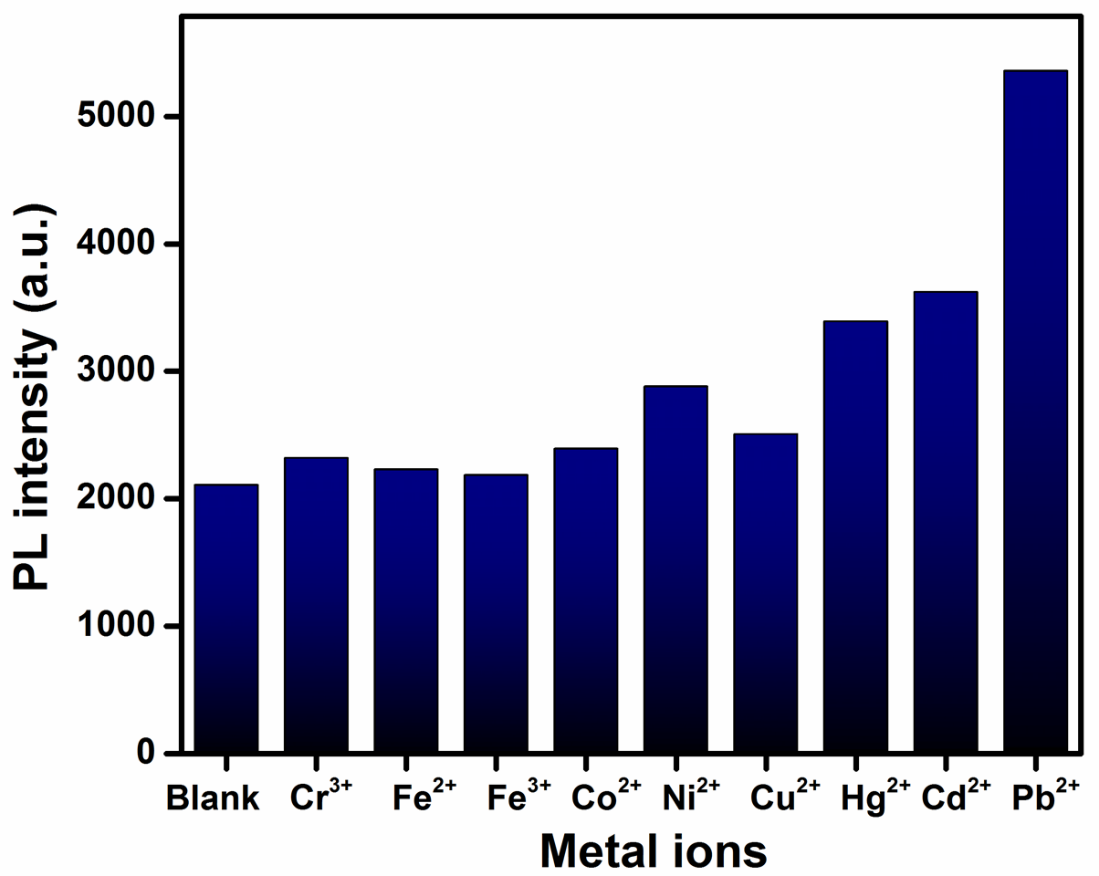 PL intensity (a.u.)
5000
4000
3000
2000
1000
0
Blank Cr³⁺ Fe²⁺ Fe³⁺ Co²⁺ Ni²⁺ Cu²⁺ Hg²⁺ Cd²⁺ Pb²⁺
Metal ions